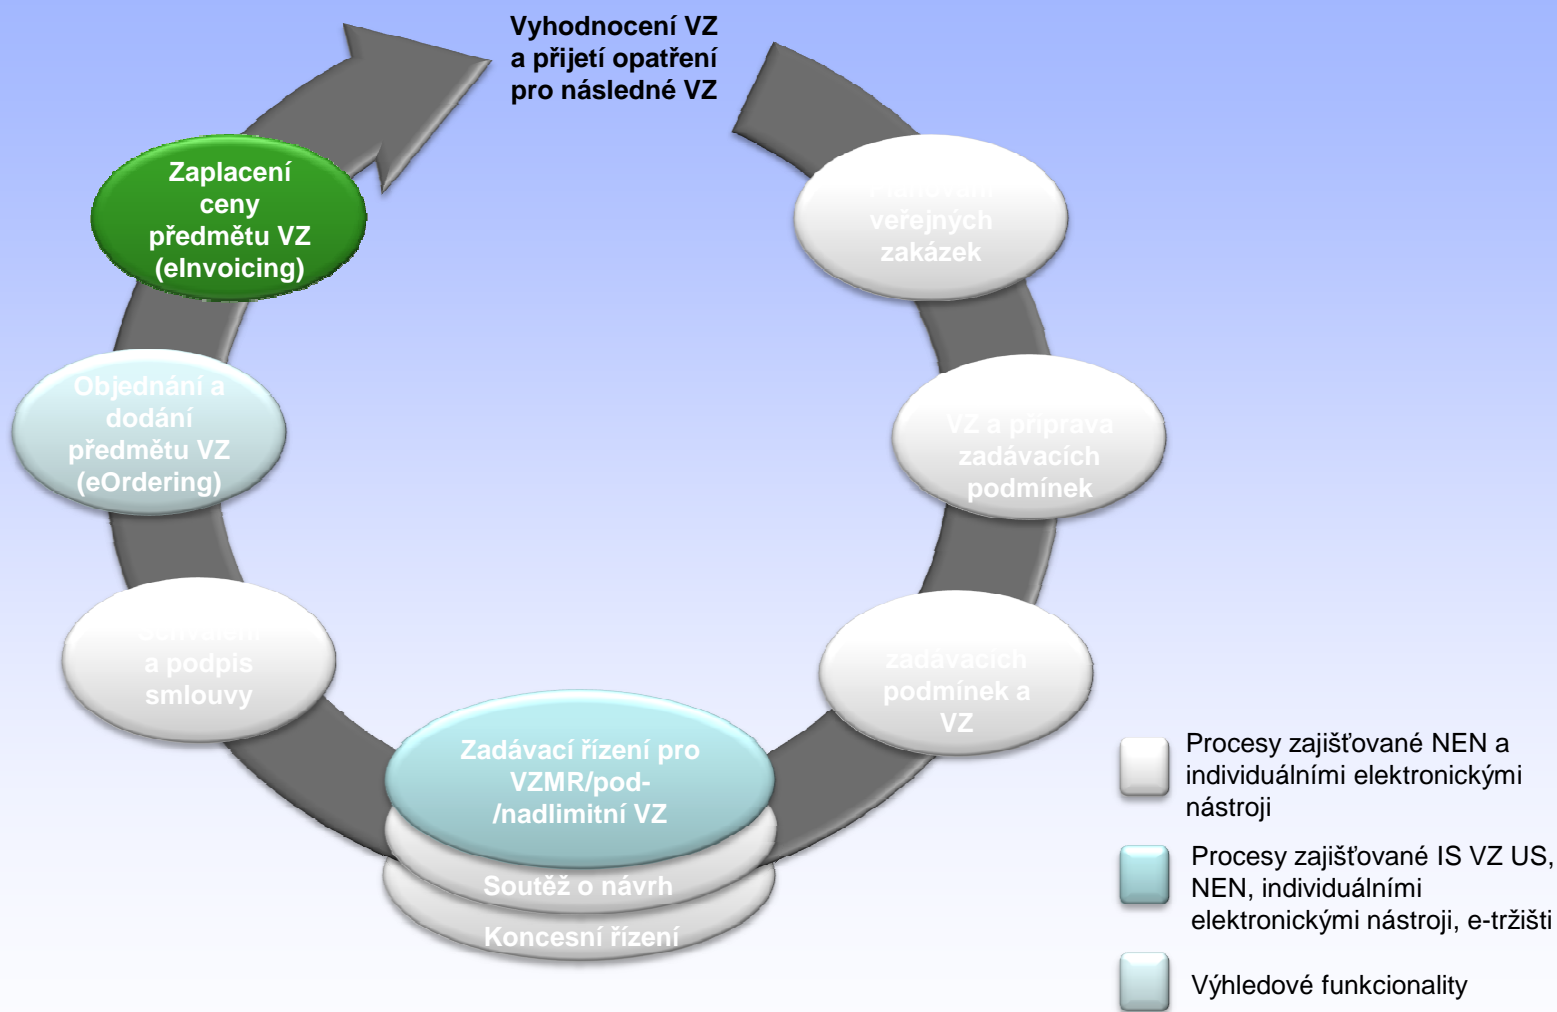 Vyhodnocení VZ
a přijetí opatření
pro následné VZ
Plánování
veřejných
zakázek
VZ a příprava
zadávacích
podmínek
zadávacích
podmínek a
VZ
Zadávací řízení pro
VZMR/pod-
/nadlimitní VZ
Soutěž o návrh
Koncesní řízení
Schválení
a podpis
smlouvy
Objednání a
dodání
předmětu VZ
(eOrdering)
Zaplacení
ceny
předmětu VZ
(eInvoicing)
Procesy zajišťované NEN a
individuálními elektronickými
nástroji
Procesy zajišťované IS VZ US,
NEN, individuálními
elektronickými nástroji, e-tržišti
Výhledové funkcionality